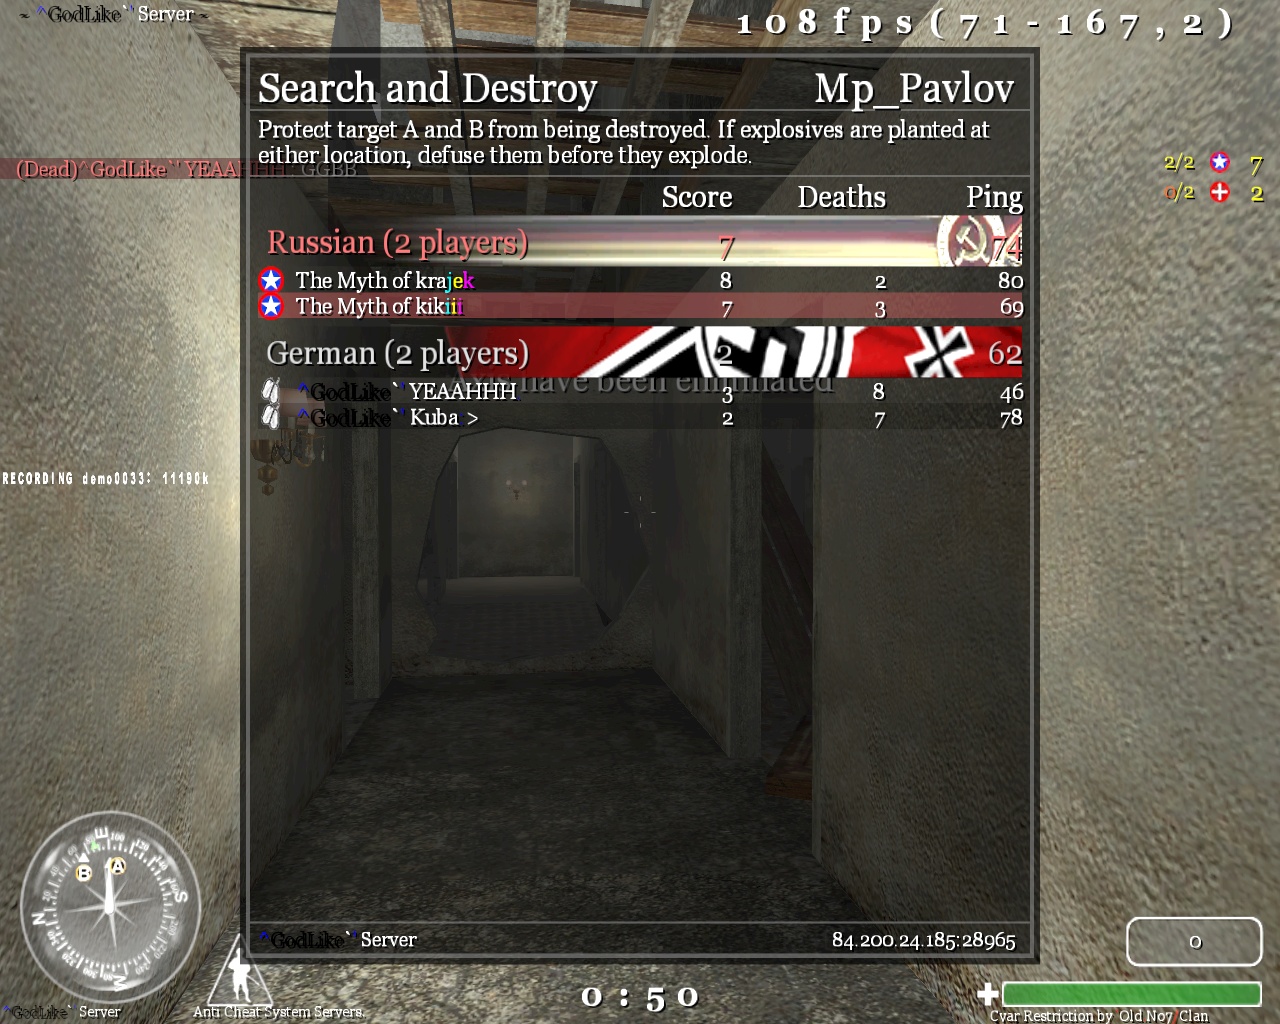 ~ ^GodLike`' Server ~
108fps(71-167,2)
Search and Destroy Mp_Pavlov
Protect target A and B from being destroyed. If explosives are planted at
either location, defuse them before they explode.
(Dead)^GodLike`' YEAAHHH: GGBB
2/2 7
0/2 2
Score Deaths Ping
Russian (2 players) 7 74
The Myth of krajek 8 2 80
The Myth of kikiii 7 3 69
German (2 players) 2 62
have been eliminated
^GodLike`' YEAAHHH 3 8 46
^GodLike`' Kuba > 2 7 78
RECORDING demo0033: 11190k
B A
E S N
^GodLike`' Server 84.200.24.185:28965
0
0:50
^GodLike`' Server
Anti Cheat System Servers.
Cvar Restriction by Old No7 Clan